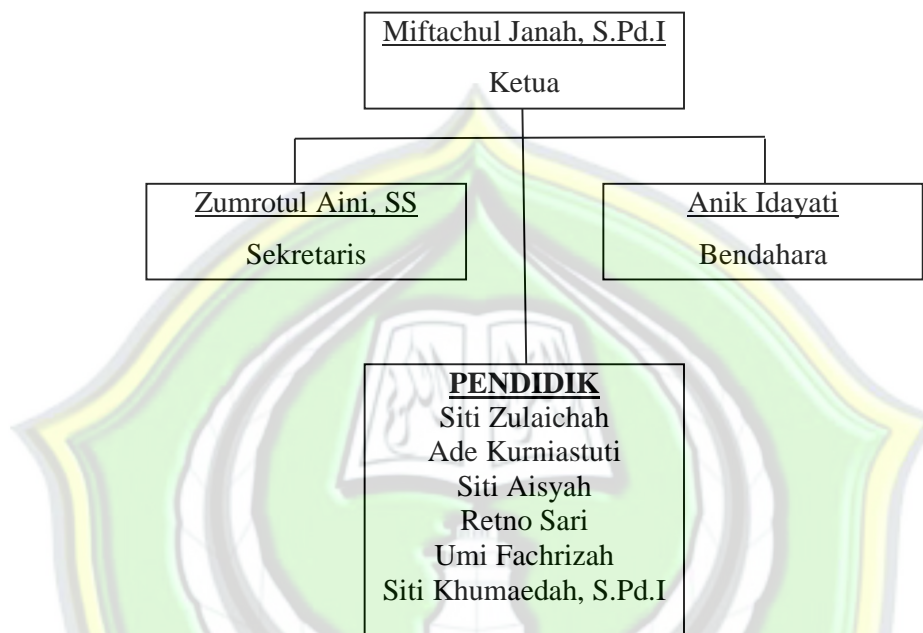 Miftachul Janah, S.Pd.I
Ketua
Zumrotul Aini, SS
Sekretaris
Anik Idayati
Bendahara
PENDIDIK
Siti Zulaichah
Ade Kurniastuti
Siti Aisyah
Retno Sari
Umi Fachrizah
Siti Khumaedah, S.Pd.I